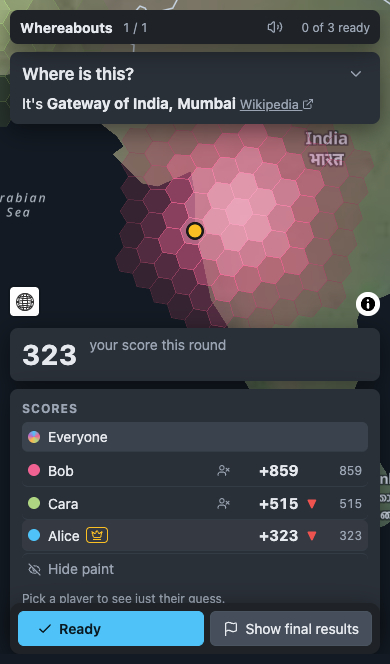 Whereabouts 1 / 1 0 of 3 ready
Where is this?
It's Gateway of India, Mumbai Wikipedia
India
भारत
Sea
323 your score this round
SCORES
Everyone
Bob +859 859
Cara +515 515
Alice +323 323
Hide paint
Pick a player to see just their guess.
Ready
Show final results